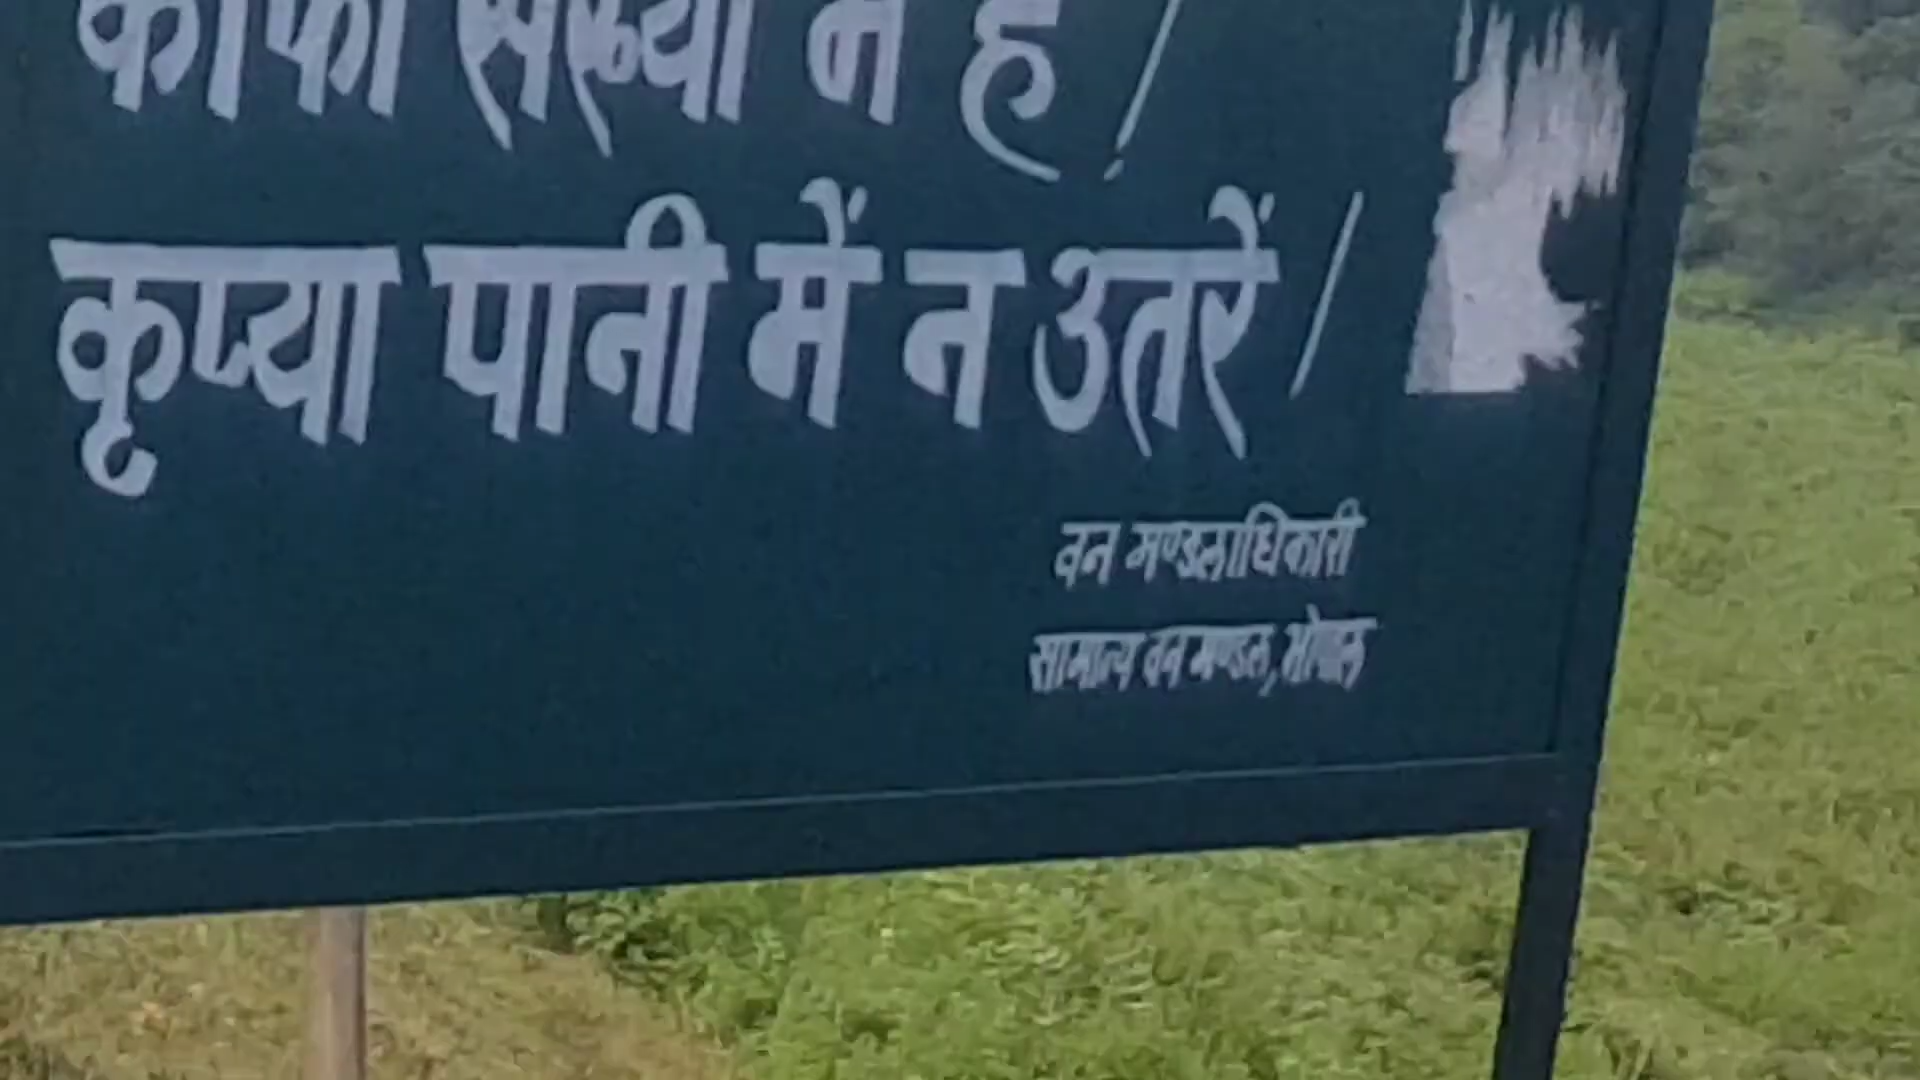 काफी संख्या में हैं /
कृप्या पानी में न उतरें /
वन मण्डलाधिकारी
सामान्य वन मण्डल, भोपाल